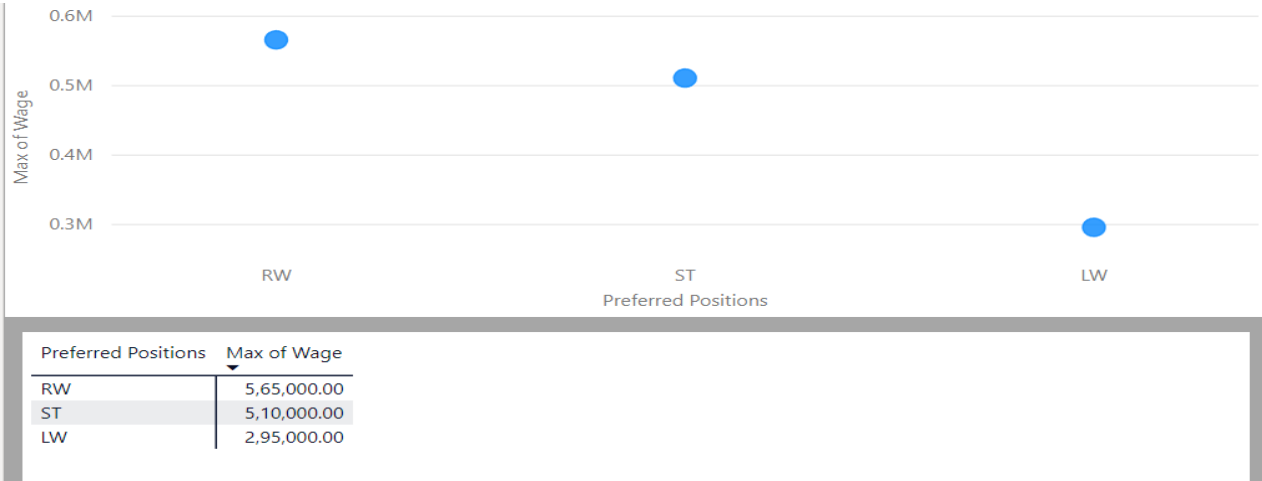 0.6M
0.5M
0.4M
0.3M
Max of Wage
RW ST LW
Preferred Positions
Preferred Positions Max of Wage
RW 5,65,000.00
ST 5,10,000.00
LW 2,95,000.00